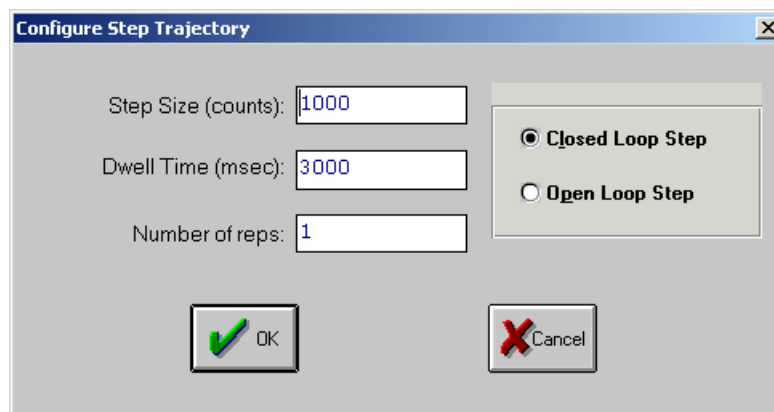 Configure Step Trajectory
Step Size (counts): 1000
Dwell Time (msec): 3000
Number of reps: 1
Closed Loop Step
Open Loop Step
OK
Cancel